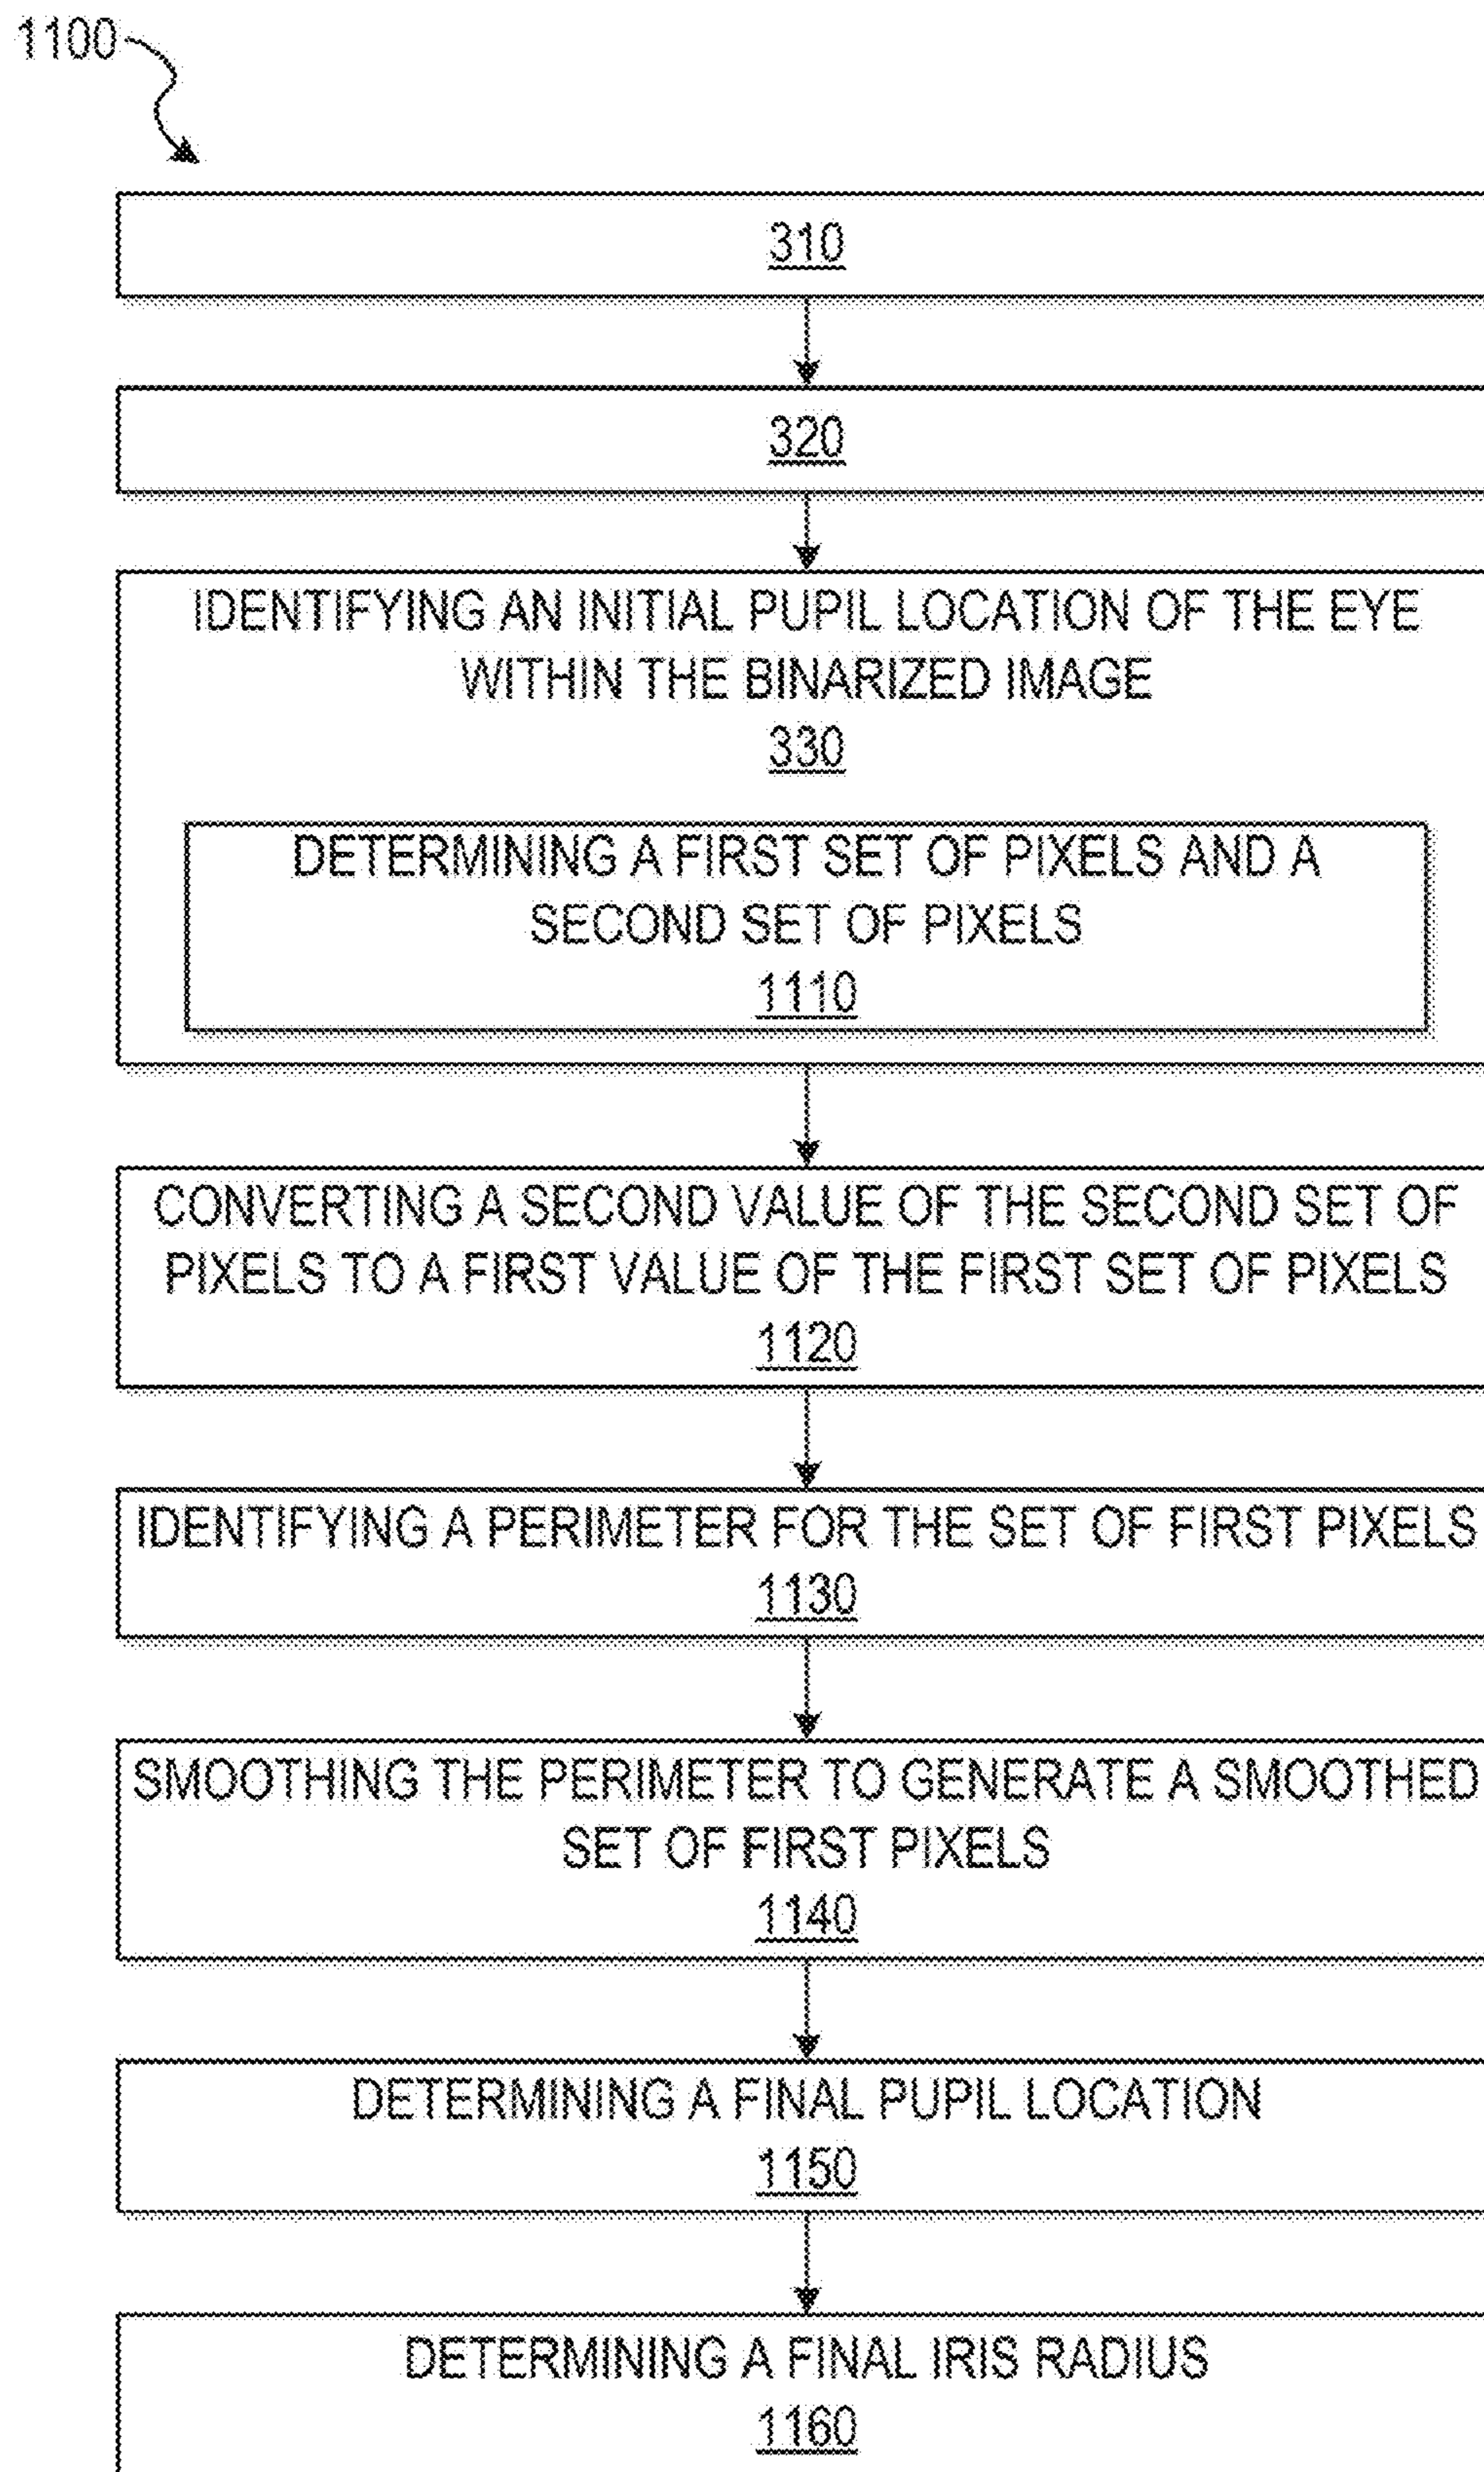 1100
310
320
IDENTIFYING AN INITIAL PUPIL LOCATION OF THE EYE
WITHIN THE BINARIZED IMAGE
330
DETERMINING A FIRST SET OF PIXELS AND A
SECOND SET OF PIXELS
1110
CONVERTING A SECOND VALUE OF THE SECOND SET OF
PIXELS TO A FIRST VALUE OF THE FIRST SET OF PIXELS
1120
IDENTIFYING A PERIMETER FOR THE SET OF FIRST PIXELS
1130
SMOOTHING THE PERIMETER TO GENERATE A SMOOTHED
SET OF FIRST PIXELS
1140
DETERMINING A FINAL PUPIL LOCATION
1150
DETERMINING A FINAL IRIS RADIUS
1160